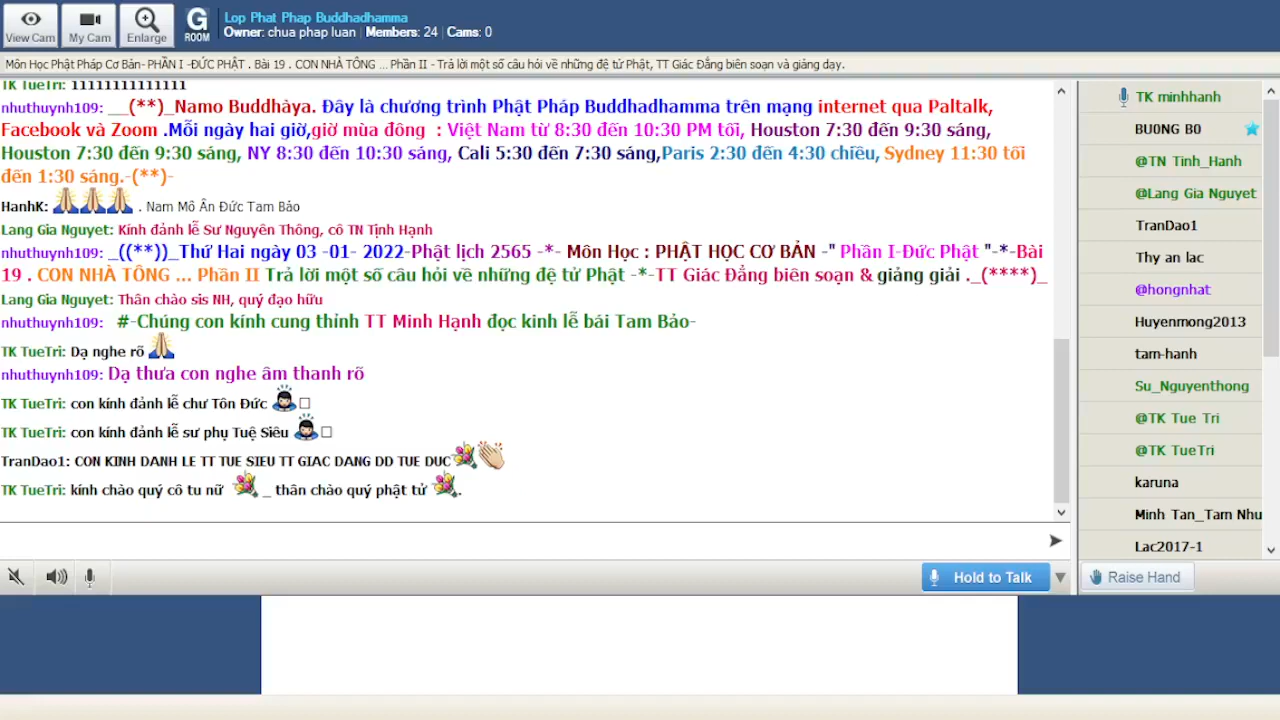 View Cam
My Cam
Enlarge
G
ROOM
Lop Phat Phap Buddhadhamma
Owner: chua phap luan | Members: 24 | Cams: 0
Môn Học Phật Pháp Cơ Bản- PHẦN I -ĐỨC PHẬT . Bài 19 . CON NHÀ TÔNG ... Phần II - Trả lời một số câu hỏi về những đệ tử Phật, TT Giác Đẳng biên soạn và giảng dạy.
TK TueTri: 1111111111111
nhuthuynh109: __(**)_Namo Buddhàya. Đây là chương trình Phật Pháp Buddhadhamma trên mạng internet qua Paltalk,
Facebook và Zoom .Mỗi ngày hai giờ,giờ mùa đông : Việt Nam từ 8:30 đến 10:30 PM tối, Houston 7:30 đến 9:30 sáng,
Houston 7:30 đến 9:30 sáng, NY 8:30 đến 10:30 sáng, Cali 5:30 đến 7:30 sáng,Paris 2:30 đến 4:30 chiều, Sydney 11:30 tối
đến 1:30 sáng.-(**)-
HanhK: . Nam Mô Ân Đức Tam Bảo
Lang Gia Nguyet: Kính đảnh lễ Sư Nguyên Thông, cô TN Tịnh Hạnh
nhuthuynh109: _((**))_Thứ Hai ngày 03 -01- 2022-Phật lịch 2565 -*- Môn Học : PHẬT HỌC CƠ BẢN -" Phần I-Đức Phật "-*-Bài
19 . CON NHÀ TÔNG ... Phần II Trả lời một số câu hỏi về những đệ tử Phật -*-TT Giác Đẳng biên soạn & giảng giải ._(****)_
Lang Gia Nguyet: Thân chào sis NH, quý đạo hữu
nhuthuynh109: #-Chúng con kính cung thỉnh TT Minh Hạnh đọc kinh lễ bái Tam Bảo-
TK TueTri: Dạ nghe rõ
nhuthuynh109: Dạ thưa con nghe âm thanh rõ
TK TueTri: con kính đảnh lễ chư Tôn Đức
TK TueTri: con kính đảnh lễ sư phụ Tuệ Siêu
TranDao1: CON KINH DANH LE TT TUE SIEU TT GIAC DANG DD TUE DUC
TK TueTri: kính chào quý cô tu nữ _ thân chào quý phật tử .
Hold to Talk
TK minhhanh
BU0NG B0
@TN Tinh_Hanh
@Lang Gia Nguyet
TranDao1
Thy an lac
@hongnhat
Huyenmong2013
tam-hanh
Su_Nguyenthong
@TK Tue Tri
@TK TueTri
karuna
Minh Tan_Tam Nhu
Lac2017-1
Raise Hand